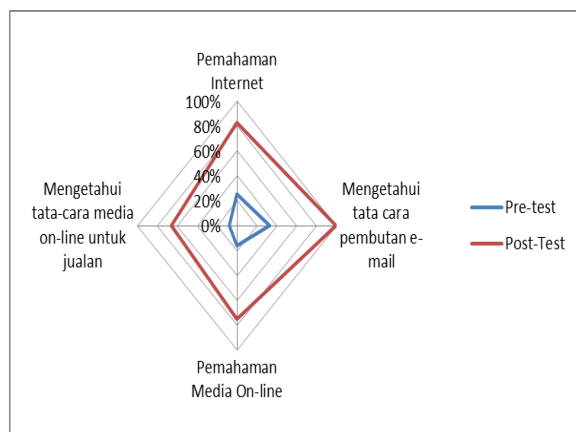 Pemahaman
Internet
100%
80%
60%
40%
20%
0%
Mengetahui
tata cara
pembutan e-
mail
Pemahaman
Media On-line
Mengetahui
tata-cara media
on-line untuk
jualan
Pre-test
Post-Test